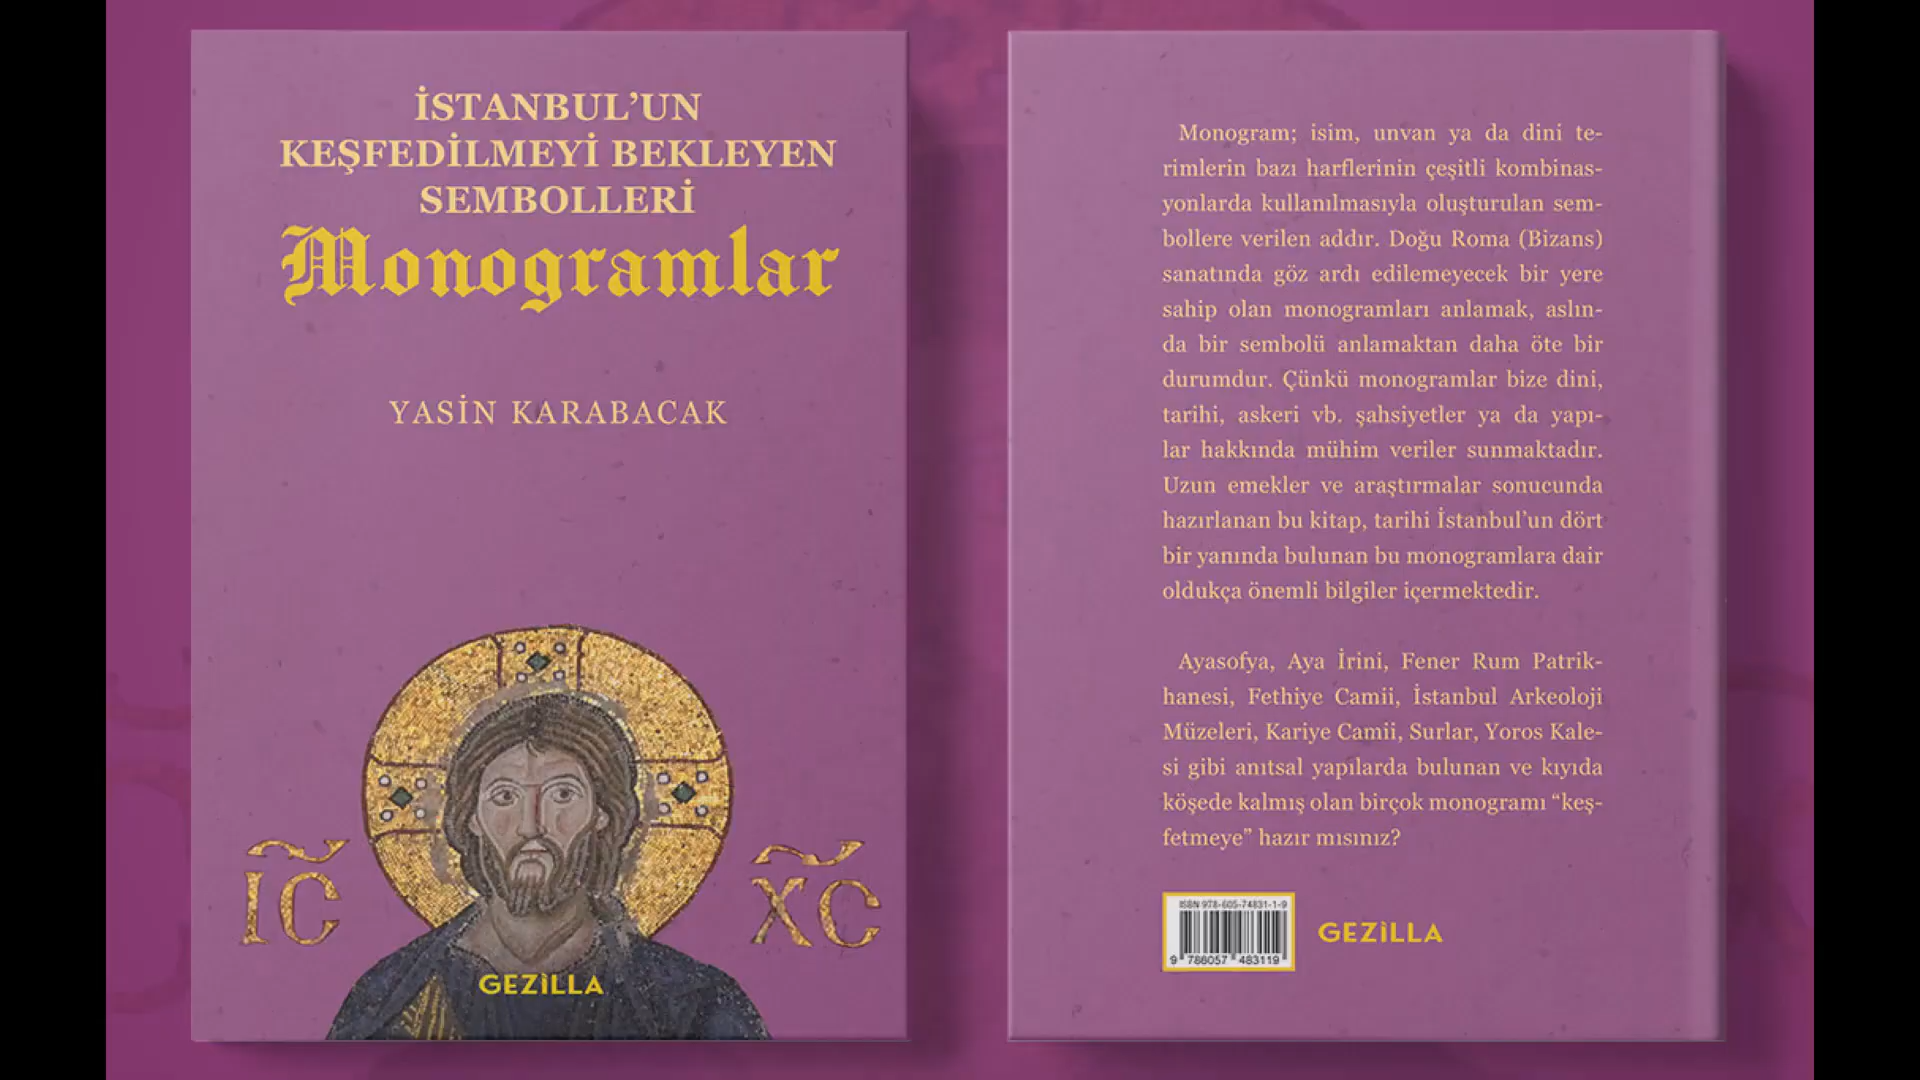 İSTANBUL’UN
KEŞFEDİLMEYİ BEKLEYEN
SEMBOLLERİ
Monogramlar
YASİN KARABACAK
IC
XC
GEZİLLA
Monogram; isim, unvan ya da dini te-
rimlerin bazı harflerinin çeşitli kombinas-
yonlarda kullanılmasıyla oluşturulan sem-
bollere verilen addır. Doğu Roma (Bizans)
sanatında göz ardı edilemeyecek bir yere
sahip olan monogramları anlamak, aslın-
da bir sembolü anlamaktan daha öte bir
durumdur. Çünkü monogramlar bize dini,
tarihi, askeri vb. şahsiyetler ya da yapı-
lar hakkında mühim veriler sunmaktadır.
Uzun emekler ve araştırmalar sonucunda
hazırlanan bu kitap, tarihi İstanbul’un dört
bir yanında bulunan bu monogramlara dair
oldukça önemli bilgiler içermektedir.
Ayasofya, Aya İrini, Fener Rum Patrik-
hanesi, Fethiye Camii, İstanbul Arkeoloji
Müzeleri, Kariye Camii, Surlar, Yoros Kale-
si gibi anıtsal yapılarda bulunan ve kıyıda
köşede kalmış olan birçok monogramı “keş-
fetmeye” hazır mısınız?
ISBN 978-605-74831-1-9
9 786057 483119
GEZİLLA